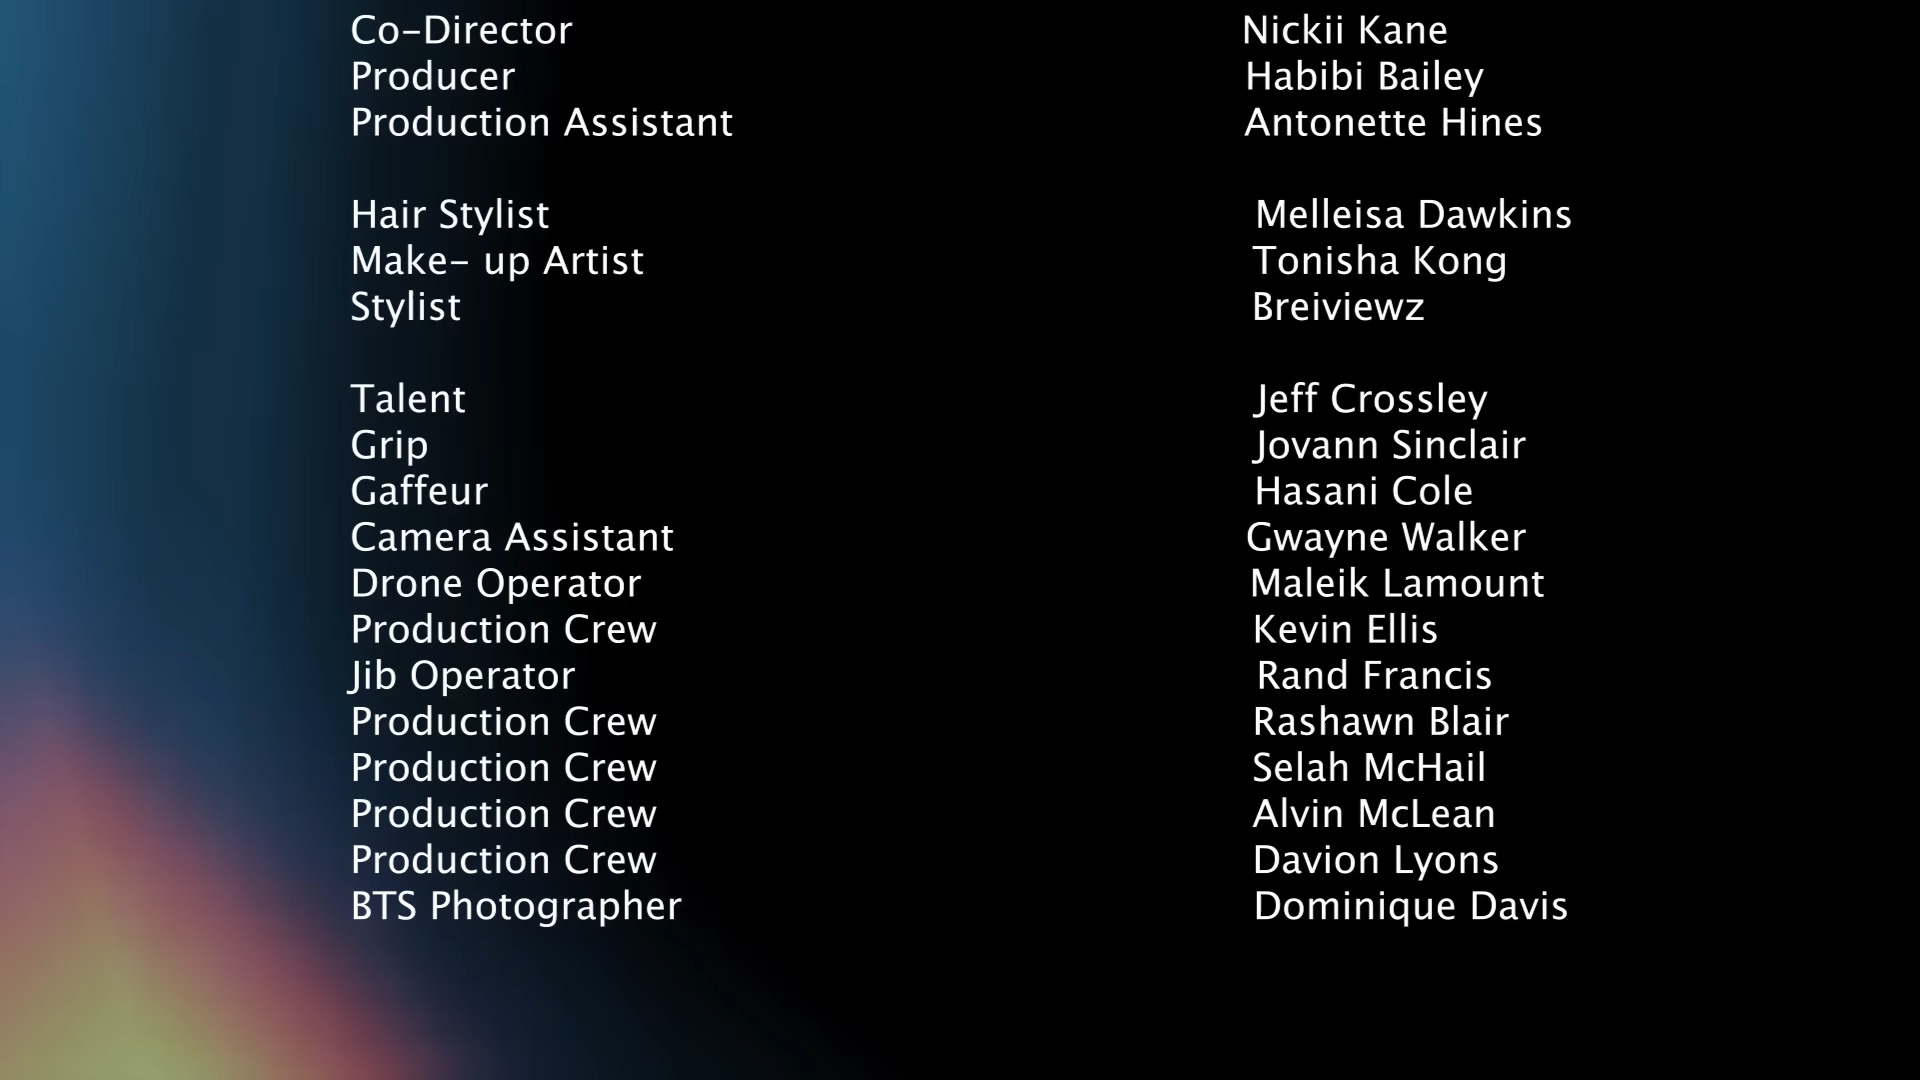 Co-Director Nickii Kane
Producer Habibi Bailey
Production Assistant Antonette Hines
Hair Stylist Melleisa Dawkins
Make- up Artist Tonisha Kong
Stylist Breiviewz
Talent Jeff Crossley
Grip Jovann Sinclair
Gaffeur Hasani Cole
Camera Assistant Gwayne Walker
Drone Operator Maleik Lamount
Production Crew Kevin Ellis
Jib Operator Rand Francis
Production Crew Rashawn Blair
Production Crew Selah McHail
Production Crew Alvin McLean
Production Crew Davion Lyons
BTS Photographer Dominique Davis